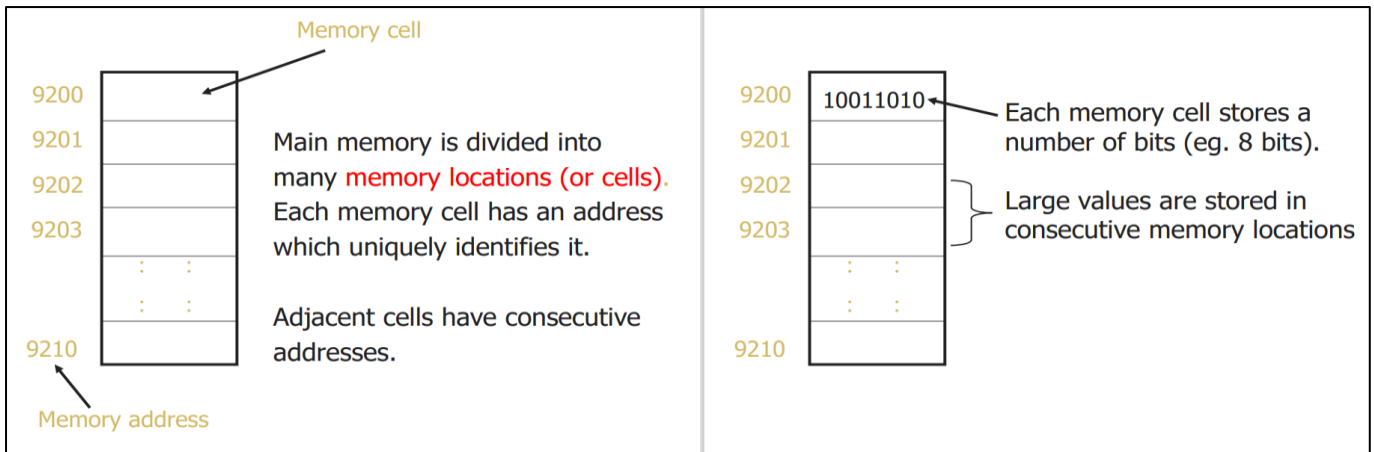 Memory cell
9200
9201
9202
9203
: :
: :
9210
Memory address
Main memory is divided into
many memory locations (or cells).
Each memory cell has an address
which uniquely identifies it.
Adjacent cells have consecutive
addresses.
9200
10011010
9201
9202
9203
: :
: :
9210
Each memory cell stores a
number of bits (eg. 8 bits).
Large values are stored in
consecutive memory locations